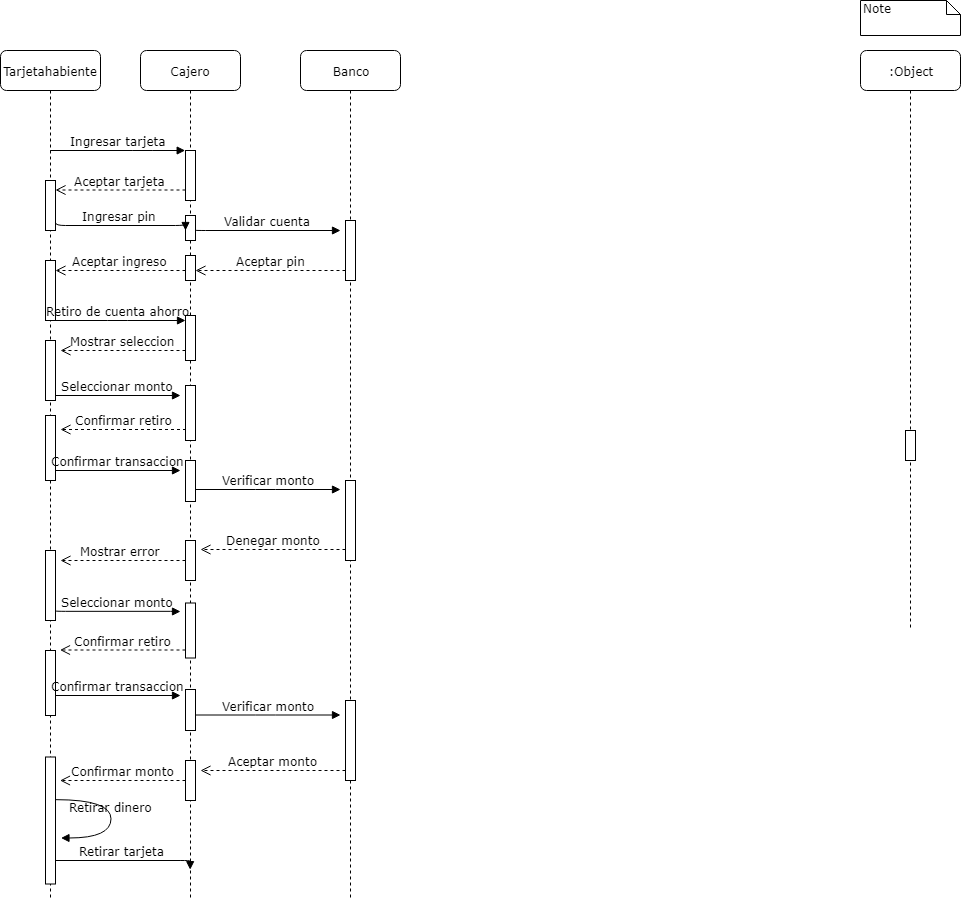 Note
Tarjetahabiente
Cajero
Banco
:Object
Ingresar tarjeta
Aceptar tarjeta
Ingresar pin
Validar cuenta
Aceptar ingreso
Aceptar pin
Retiro de cuenta ahorro
Mostrar seleccion
Seleccionar monto
Confirmar retiro
Confirmar transaccion
Verificar monto
Denegar monto
Mostrar error
Seleccionar monto
Confirmar retiro
Confirmar transaccion
Verificar monto
Aceptar monto
Confirmar monto
Retirar dinero
Retirar tarjeta